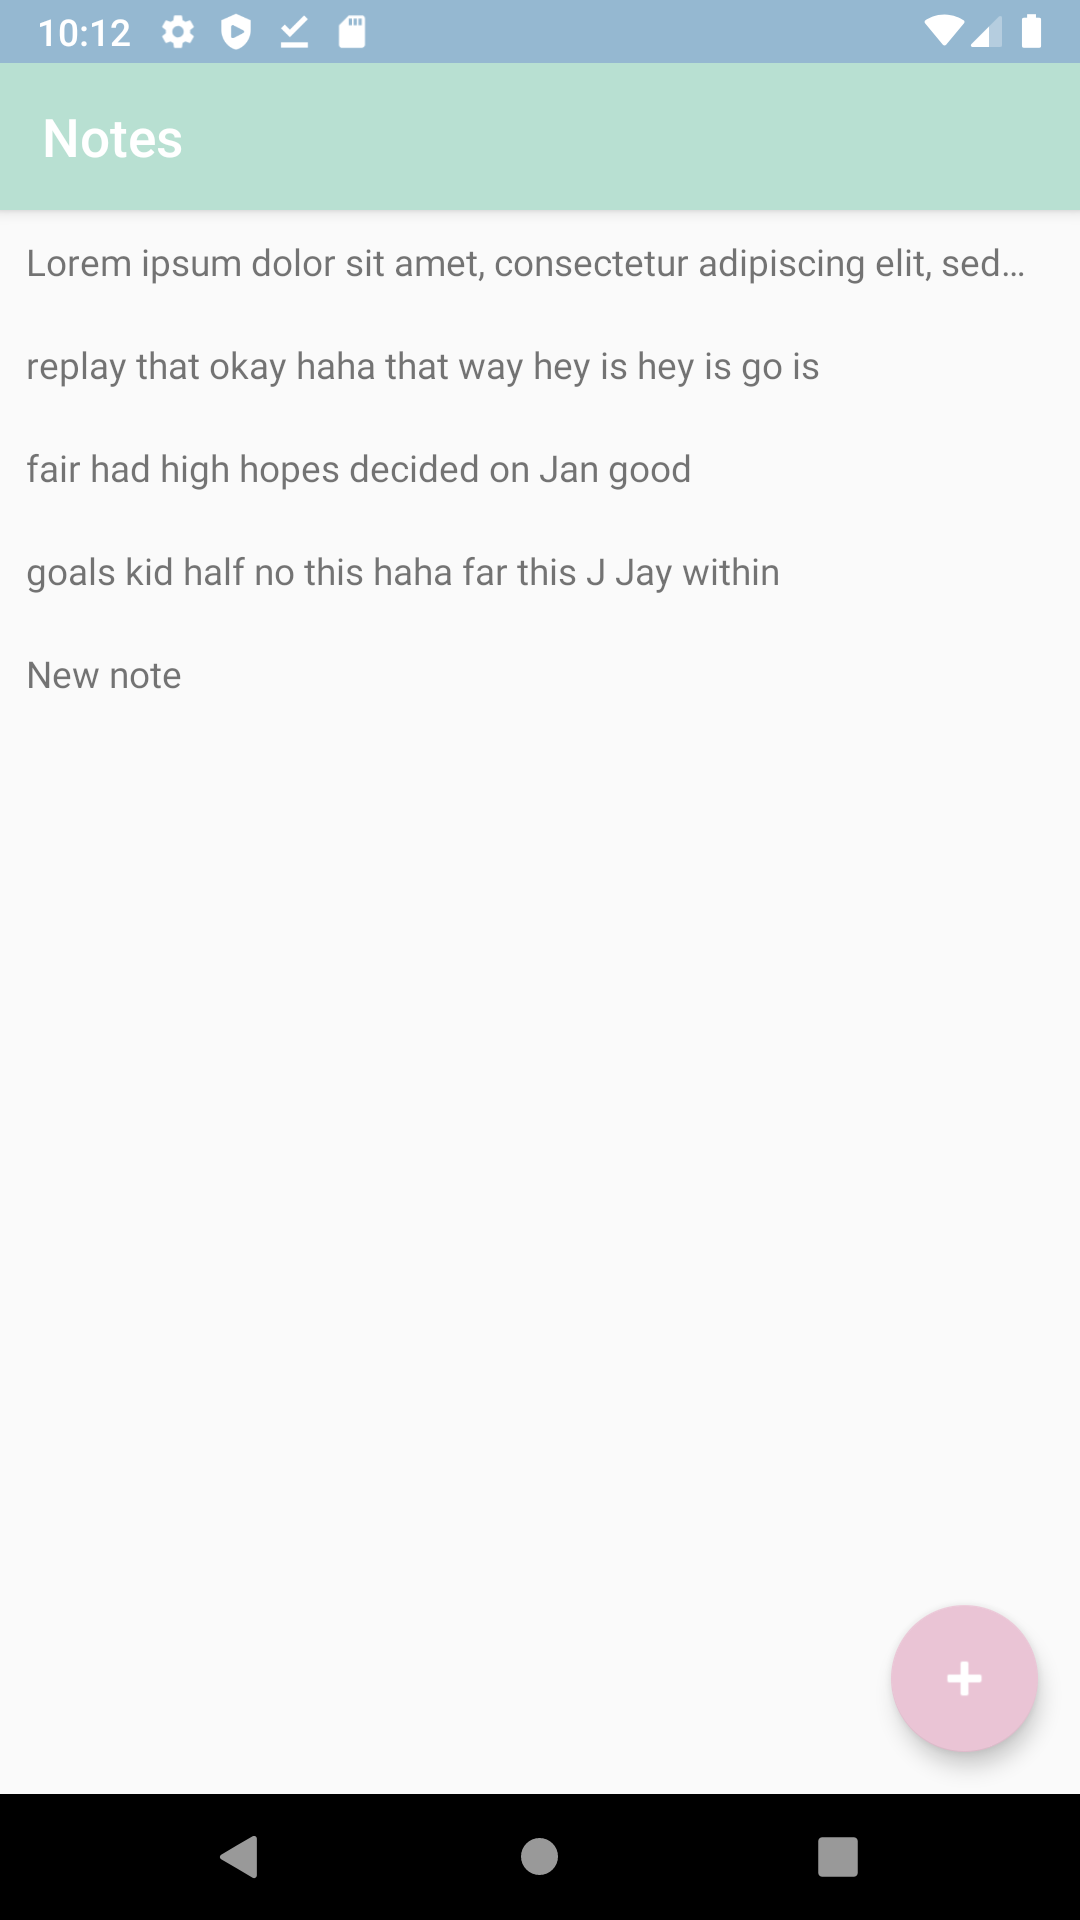 10:12
Notes
Lorem ipsum dolor sit amet, consectetur adipiscing elit, sed…
replay that okay haha that way hey is hey is go is
fair had high hopes decided on Jan good
goals kid half no this haha far this J Jay within
New note